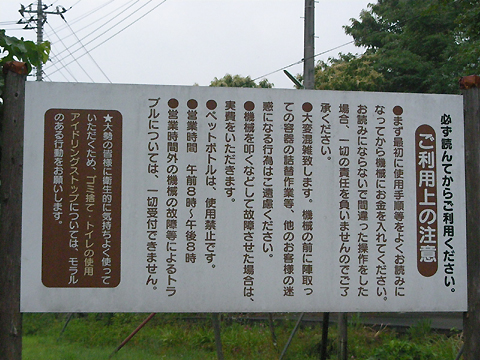 必ず読んでからご利用ください。
ご利用上の注意
●まず最初に使用手順等をよくお読みに
なってから機械にお金を入れてください。
お読みにならないで間違った操作をした
場合、一切の責任を負いませんのでご了
承ください。
●大変混雑致します。機械の前に陣取っ
ての容器の詰替作業等、他のお客様の迷
惑になる行為はご遠慮ください。
●機械を叩くなどして故障させた場合は、
実費をいただきます。
●ペットボトルは、使用禁止です。
●営業時間 午前8時〜午後8時
●営業時間外の機械の故障等によるトラ
ブルについては、一切受付できません。
★大勢の皆様に衛生的に気持ちよく使って
いただくため、ゴミ捨て・トイレの使用
アイドリングストップについては、モラル
のある行動をお願いします。